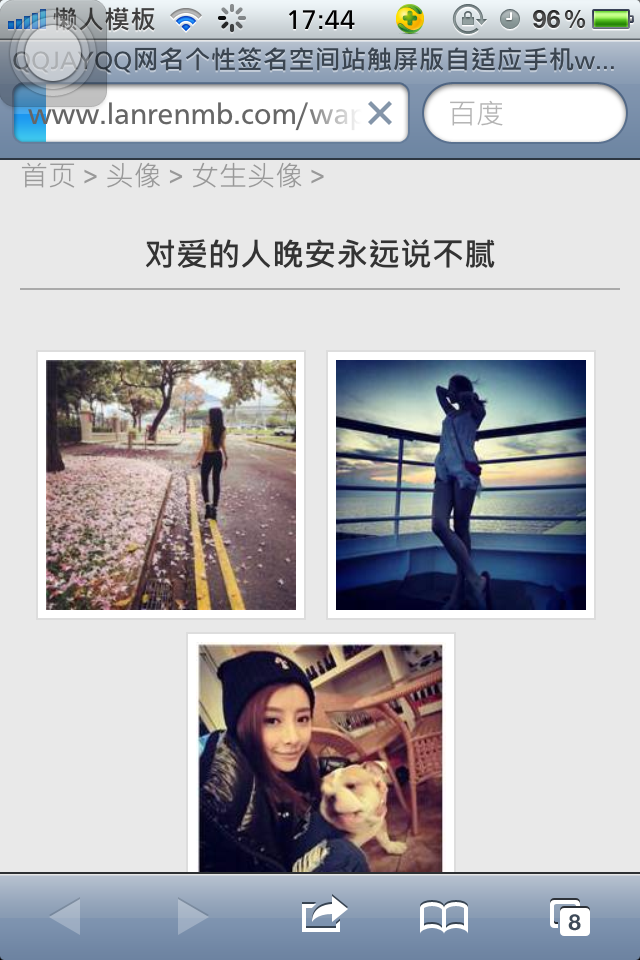 懒人模板 17:44 96%
QQJAYQQ网名个性签名空间站触屏版自适应手机w...
www.lanrenmb.com/wap 百度
首页 > 头像 > 女生头像 >
对爱的人晚安永远说不腻
8